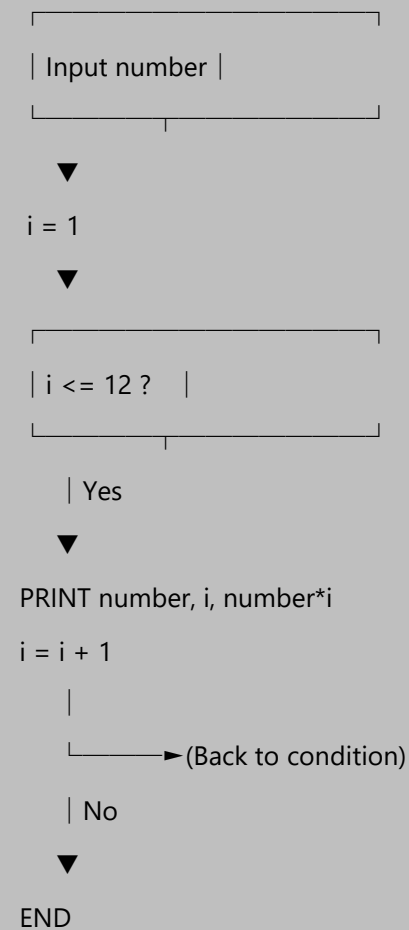 Input number
i = 1
i <= 12 ?
Yes
PRINT number, i, number*i
i = i + 1
(Back to condition)
No
END